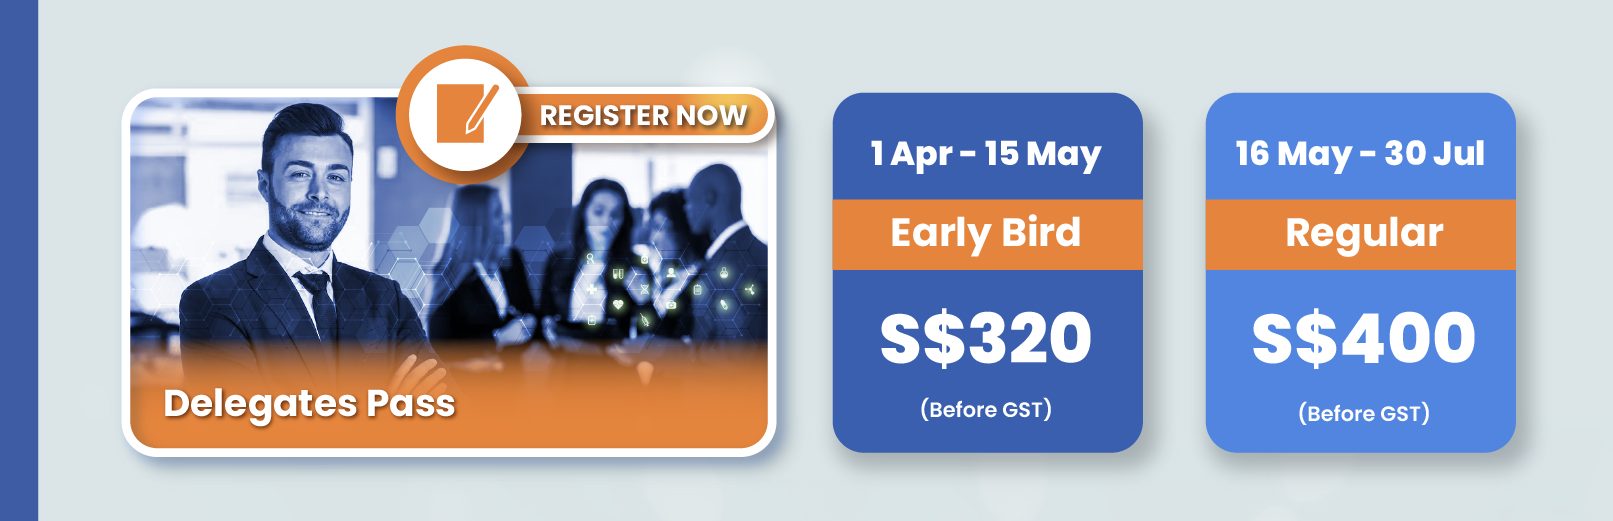 REGISTER NOW
Delegates Pass
1 Apr - 15 May
Early Bird
S$320
(Before GST)
16 May - 30 Jul
Regular
S$400
(Before GST)